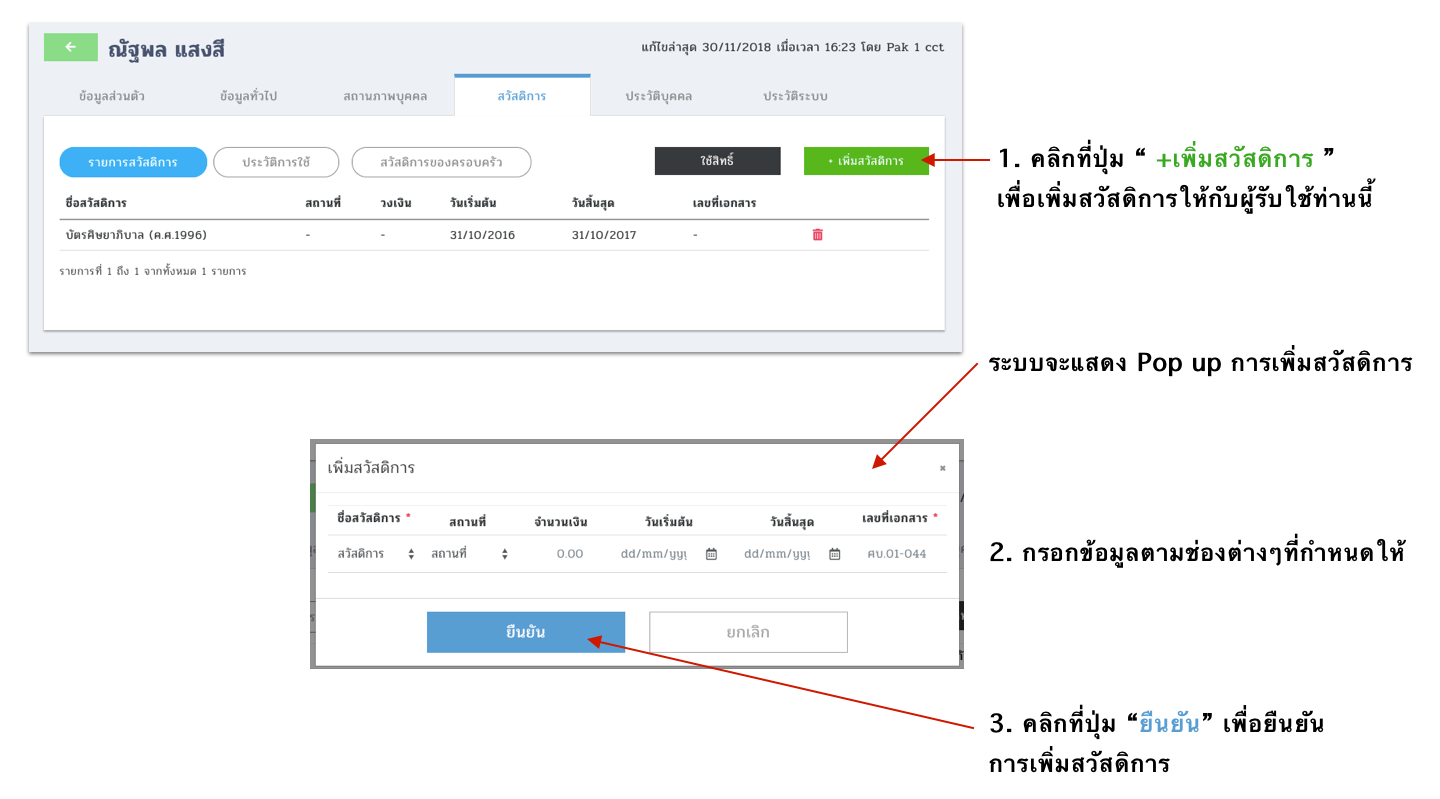 ณัฐพล แสงสี
แก้ไขล่าสุด 30/11/2018 เมื่อเวลา 16:23 โดย Pak 1 cct
ข้อมูลส่วนตัว ข้อมูลทั่วไป สถานภาพบุคคล สวัสดิการ ประวัติบุคคล ประวัติระบบ
รายการสวัสดิการ ประวัติการใช้ สวัสดิการของครอบครัว ใช้สิทธิ์ + เพิ่มสวัสดิการ
ชื่อสวัสดิการ สถานที่ วงเงิน วันเริ่มต้น วันสิ้นสุด เลขที่เอกสาร
บัตรศิษยาภิบาล (ค.ศ.1996) - - 31/10/2016 31/10/2017 -
รายการที่ 1 ถึง 1 จากทั้งหมด 1 รายการ
1. คลิกที่ปุ่ม “ +เพิ่มสวัสดิการ ”
เพื่อเพิ่มสวัสดิการให้กับผู้รับใช้ท่านนี้
ระบบจะแสดง Pop up การเพิ่มสวัสดิการ
เพิ่มสวัสดิการ
ชื่อสวัสดิการ * สถานที่ จำนวนเงิน วันเริ่มต้น วันสิ้นสุด เลขที่เอกสาร *
สวัสดิการ สถานที่ 0.00 dd/mm/yyy dd/mm/yyy คบ.01-044
ยืนยัน ยกเลิก
2. กรอกข้อมูลตามช่องต่างๆที่กำหนดให้
3. คลิกที่ปุ่ม “ยืนยัน” เพื่อยืนยัน
การเพิ่มสวัสดิการ